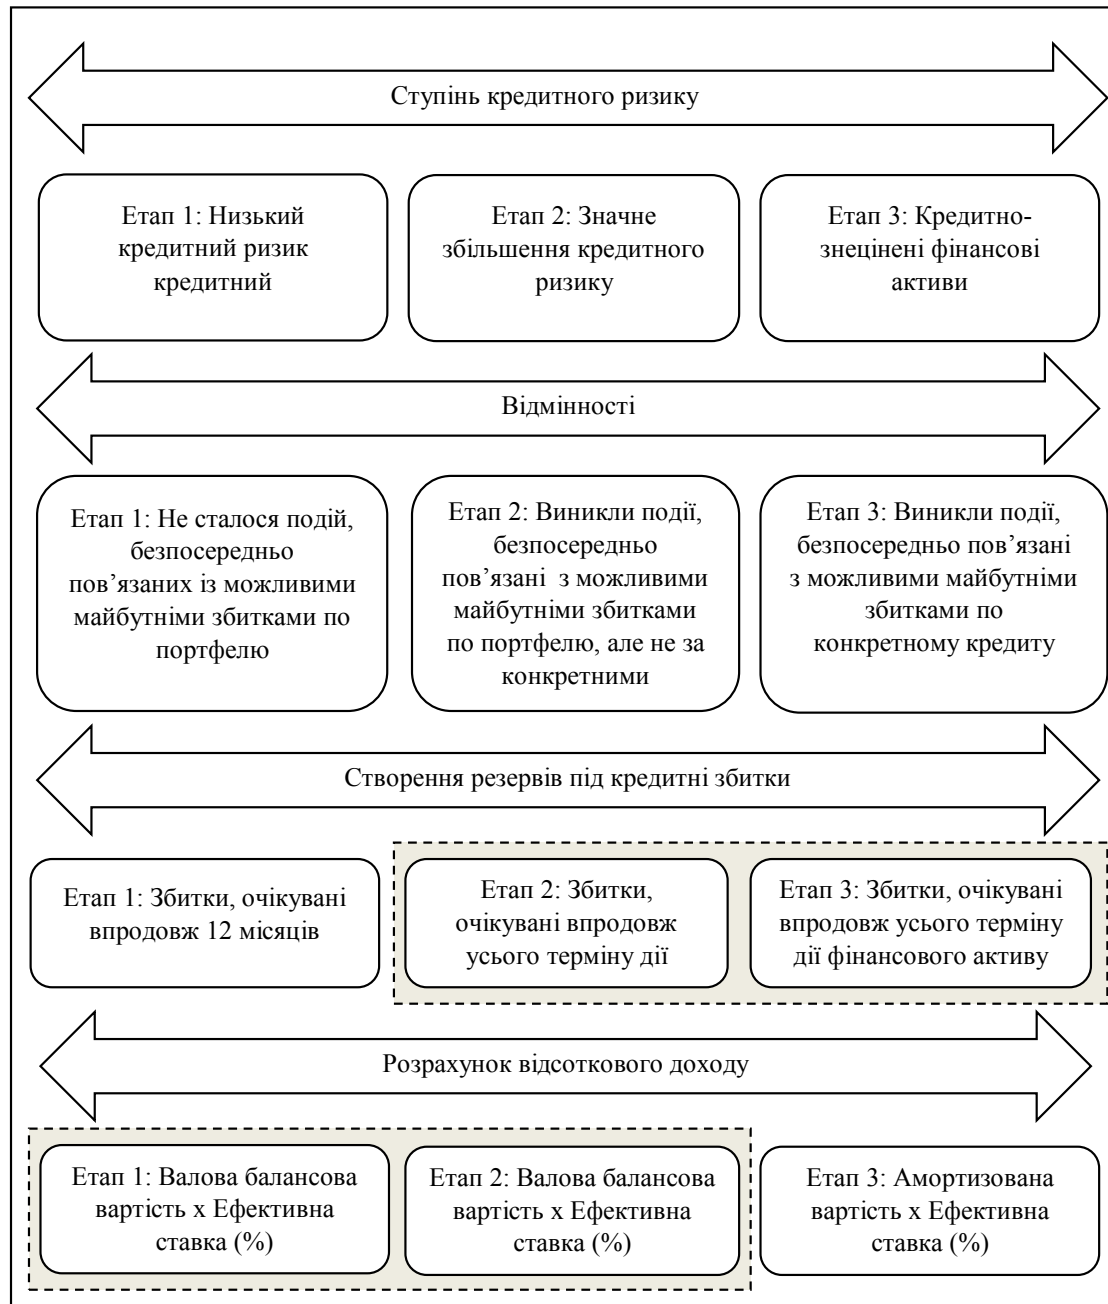 Ступінь кредитного ризику
Етап 1: Низький
кредитний ризик
кредитний
Етап 2: Значне
збільшення кредитного
ризику
Етап 3: Кредитно-
знецінені фінансові
активи
Відмінності
Етап 1: Не сталося подій,
безпосередньо
пов’язаних із можливими
майбутніми збитками по
портфелю
Етап 2: Виникли події,
безпосередньо
пов’язані з можливими
майбутніми збитками
по портфелю, але не за
конкретними
Етап 3: Виникли події,
безпосередньо пов’язані
з можливими майбутніми
збитками по
конкретному кредиту
Створення резервів під кредитні збитки
Етап 1: Збитки, очікувані
впродовж 12 місяців
Етап 2: Збитки,
очікувані впродовж
усього терміну дії
Етап 3: Збитки, очікувані
впродовж усього терміну
дії фінансового активу
Розрахунок відсоткового доходу
Етап 1: Валова балансова
вартість х Ефективна
ставка (%)
Етап 2: Валова балансова
вартість х Ефективна
ставка (%)
Етап 3: Амортизована
вартість х Ефективна
ставка (%)